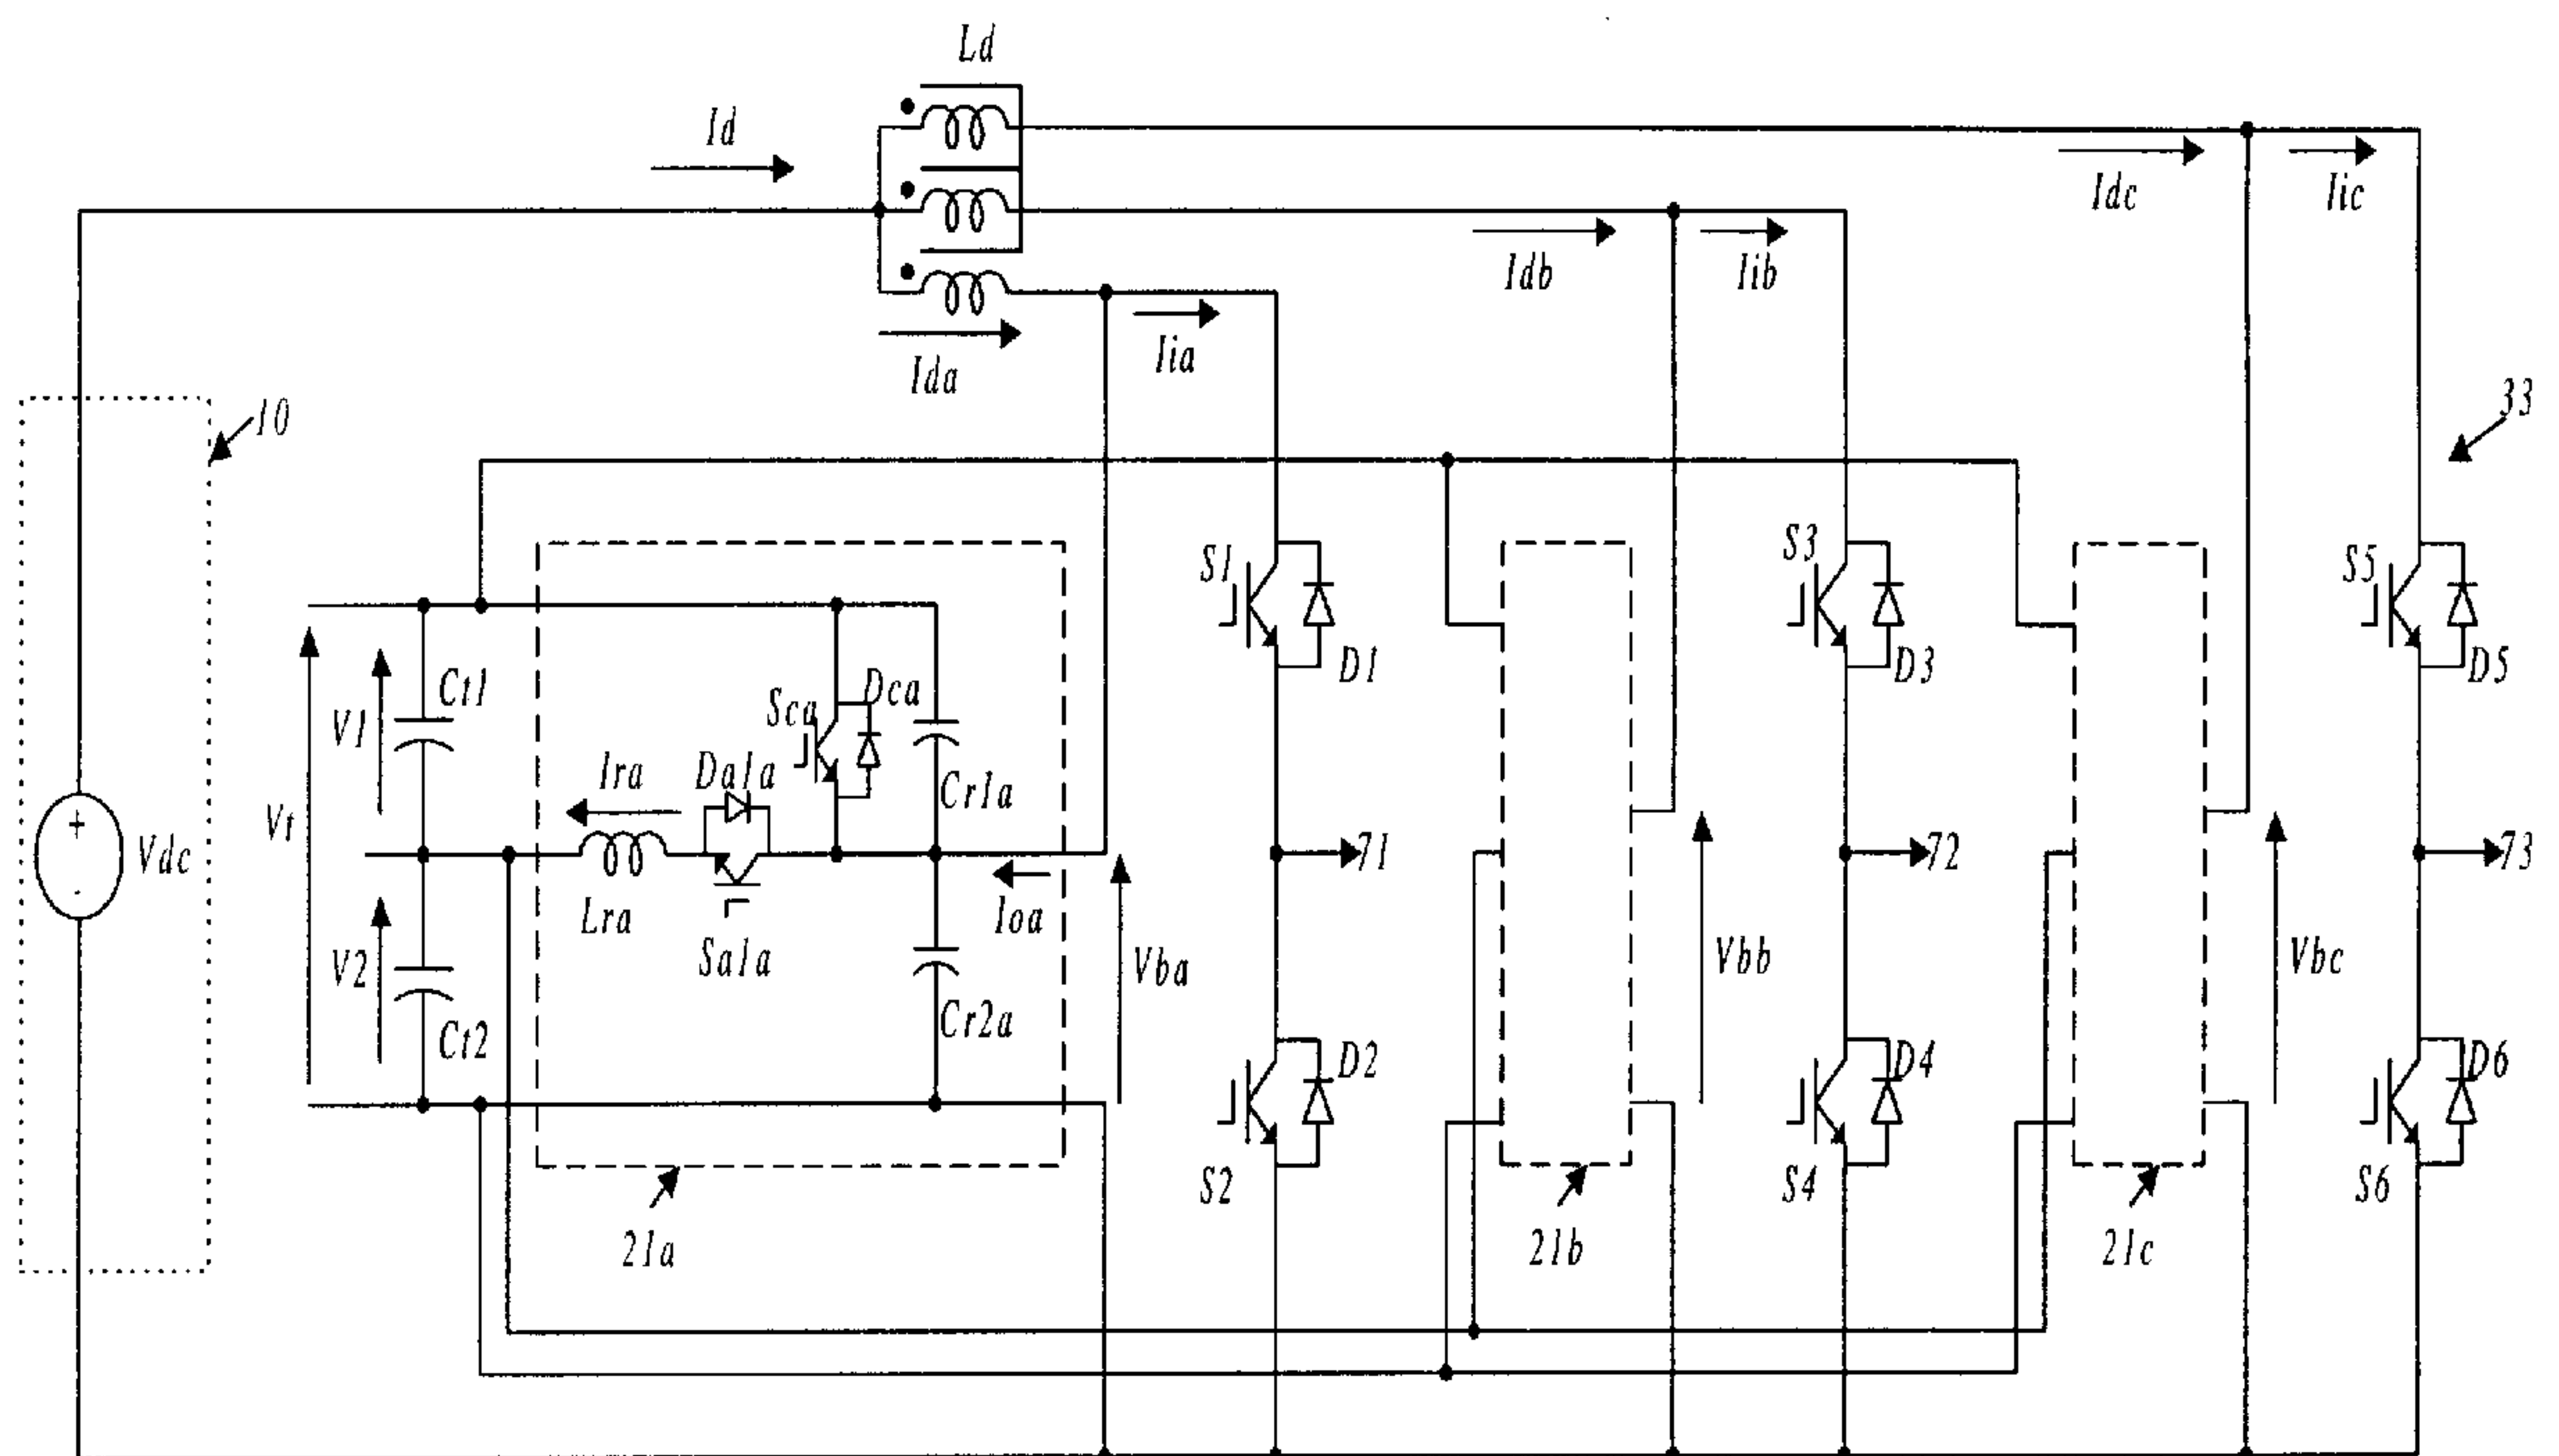 Ld
Id
Idc
Iic
Idb
Iib
Ida
Iia
10
33
S1
S3
S5
D1
D3
D5
Ct1
V1
Sca
Dca
Ira
Da1a
Cr1a
Vt
+
-
Vdc
71
72
73
Lra
Sa1a
Ioa
V2
Vba
Vbb
Vbc
Ct2
Cr2a
D2
D4
D6
S2
S4
S6
21a
21b
21c